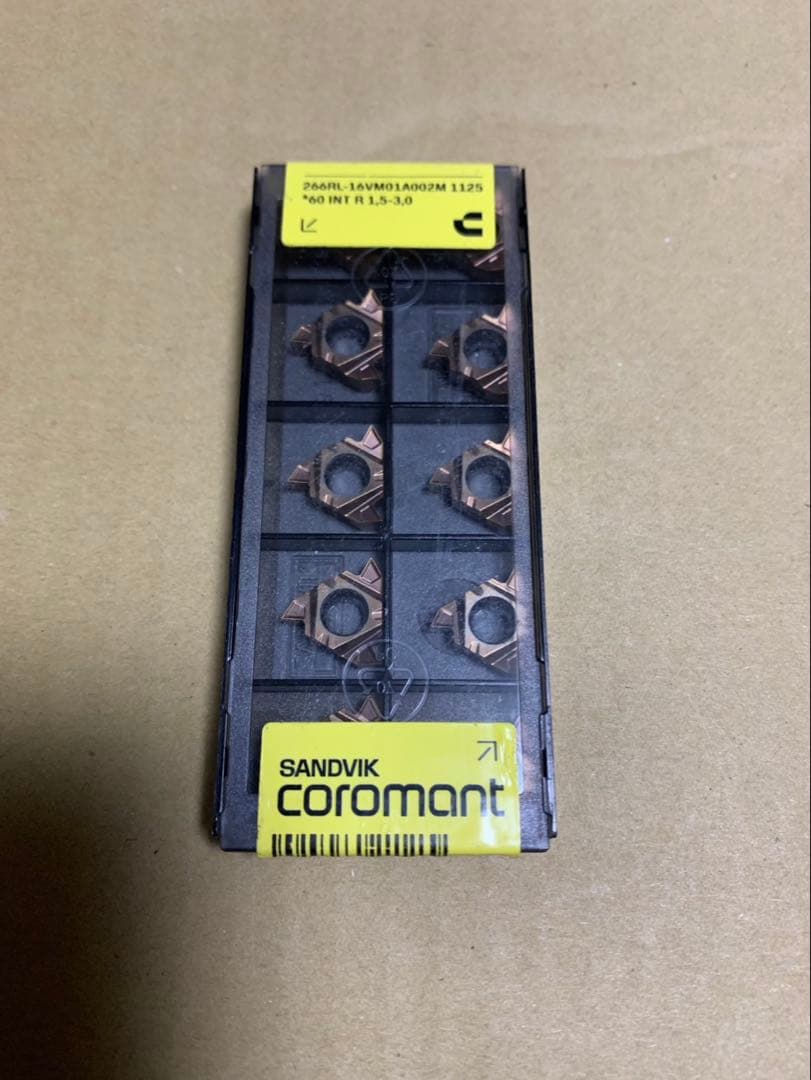 266RL-16VM01A002M 1125
*60 INT R 1,5-3,0
SANDVIK
coromant